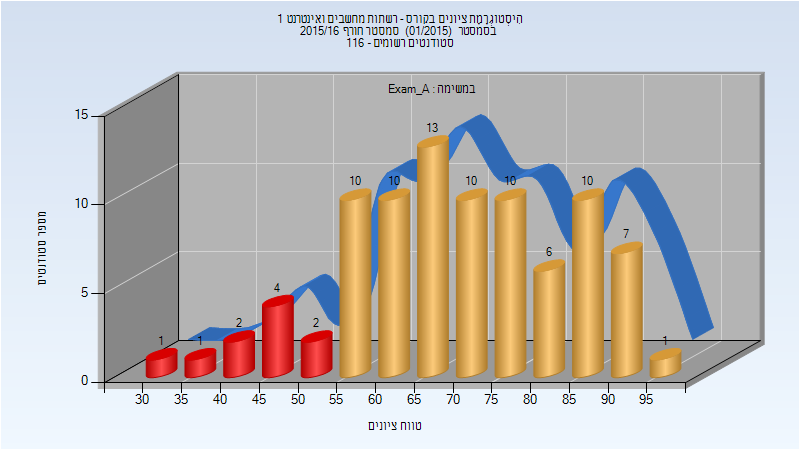 היסטוגרמת ציונים בקורס - רשתות מחשבים ואינטרנט 1
בסמסטר (01/2015) סמסטר חורף 2015/16
סטודנטים רשומים - 116
במשימה : Exam_A
מספר סטודנטים
15
10
5
0
1 1 2 4 2 10 10 13 10 10 6 10 7 1
30 35 40 45 50 55 60 65 70 75 80 85 90 95
טווח ציונים